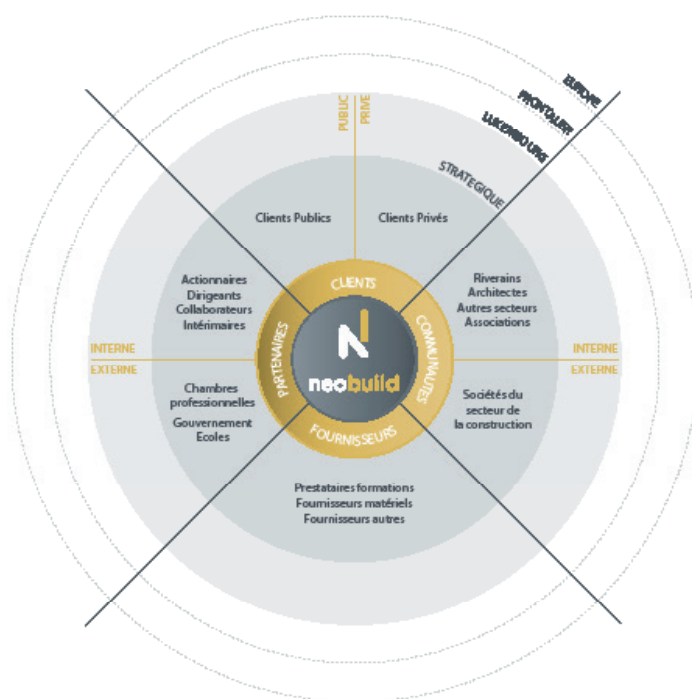 EUROPE
FRONTALIERT
LUXEMBOURG
STRATEGIQUE
PUBLIC
PRIVE
Clients Publics
Clients Privés
CLIENTS
Actionnaires
Dirigeants
Collaborateurs
Intérimaires
Riverains
Architectes
Autres secteurs
Associations
PARTENAIRES
COMMUNAUTES
neobuild
INTERNE
EXTERNE
INTERNE
EXTERNE
Chambres
professionnelles
Gouvernement
Ecoles
Sociétés du
secteur de
la construction
FOURNISSEURS
Prestataires formations
Fournisseurs matériels
Fournisseurs autres